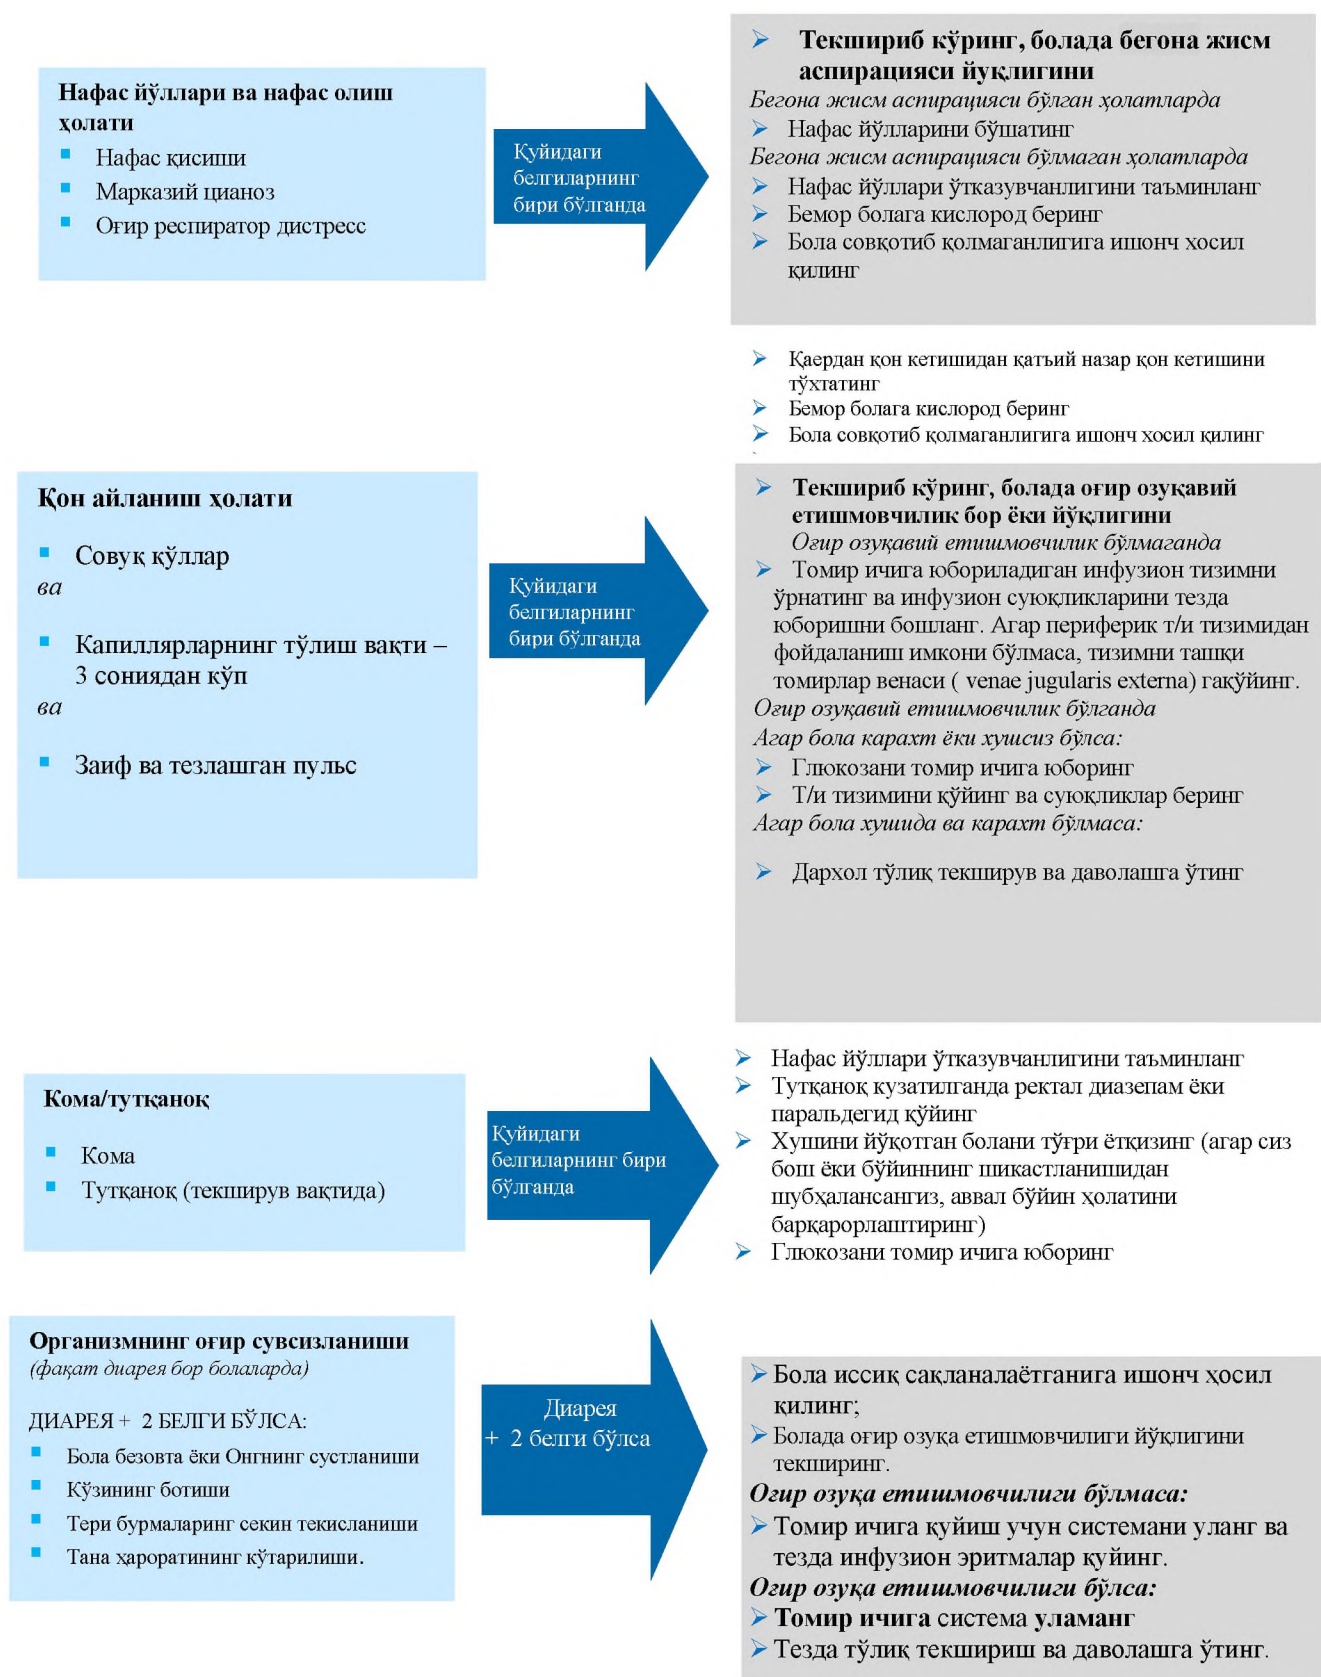 Нафас йўллари ва нафас олиш
ҳолати
▪ Нафас қисиши
▪ Марказий цианоз
▪ Оғир респиратор дистресс
Қуйидаги
белгиларнинг
бири бўлганда
➢ Текшириб кўринг, болада бегона жисм
аспирацияси йуқлигини
Бегона жисм аспирацияси бўлган ҳолатларда
➢ Нафас йўлларини бўшатинг
Бегона жисм аспирацияси бўлмаган ҳолатларда
➢ Нафас йўллари ўтказувчанлигини таъминланг
➢ Бемор болага кислород беринг
➢ Бола совқотиб қолмаганлигига ишонч хосил
қилинг
➢ Қаердан қон кетишидан қатъий назар қон кетишини
тўхтатинг
➢ Бемор болага кислород беринг
➢ Бола совқотиб қолмаганлигига ишонч хосил қилинг
Қон айланиш ҳолати
▪ Совуқ қўллар
ва
▪ Капиллярларнинг тўлиш вақти –
3 сониядан кўп
ва
▪ Заиф ва тезлашган пульс
Қуйидаги
белгиларнинг
бири бўлганда
➢ Текшириб кўринг, болада оғир озуқавий
етишмовчилик бор ёки йўқлигини
Оғир озуқавий етишмовчилик бўлмаганда
➢ Томир ичига юбориладиган инфузион тизимни
ўрнатинг ва инфузион суюқликларини тезда
юборишни бошланг. Агар периферик т/и тизимидан
фойдаланиш имкони бўлмаса, тизимни ташқи
томирлар венаси ( venae jugularis externa) гақўйинг.
Оғир озуқавий етишмовчилик бўлганда
Агар бола карахт ёки хушсиз бўлса:
➢ Глюкозани томир ичига юборинг
➢ Т/и тизимини қўйинг ва суюқликлар беринг
Агар бола хушида ва карахт бўлмаса:
➢ Дархол тўлиқ текширув ва даволашга ўтинг
Кома/тутқаноқ
▪ Кома
▪ Тутқаноқ (текширув вақтида)
Қуйидаги
белгиларнинг бири
бўлганда
➢ Нафас йўллари ўтказувчанлигини таъминланг
➢ Тутқаноқ кузатилганда ректал диазепам ёки
паральдегид қўйинг
➢ Хушини йўқотган болани тўғри ётқизинг (агар сиз
бош ёки бўйиннинг шикастланишидан
шубҳалансангиз, аввал бўйин ҳолатини
барқарорлаштиринг)
➢ Глюкозани томир ичига юборинг
Организмнинг оғир сувсизланиши
(фақат диарея бор болаларда)
ДИАРЕЯ + 2 БЕЛГИ БЎЛСА:
▪ Бола безовта ёки Онгнинг сустланиши
▪ Кўзининг ботиши
▪ Тери бурмаларинг секин текисланиши
▪ Тана ҳароратининг кўтарилиши.
Диарея
+ 2 белги бўлса
➢ Бола иссиқ сақланалаётганига ишонч ҳосил
қилинг;
➢ Болада оғир озуқа етишмовчилиги йўқлигини
текширинг.
Оғир озуқа етишмовчилиги бўлмаса:
➢ Томир ичига қуйиш учун системани уланг ва
тезда инфузион эритмалар қуйинг.
Оғир озуқа етишмовчилиги бўлса:
➢ Томир ичига система уламанг
➢ Тезда тўлиқ текшириш ва даволашга ўтинг.